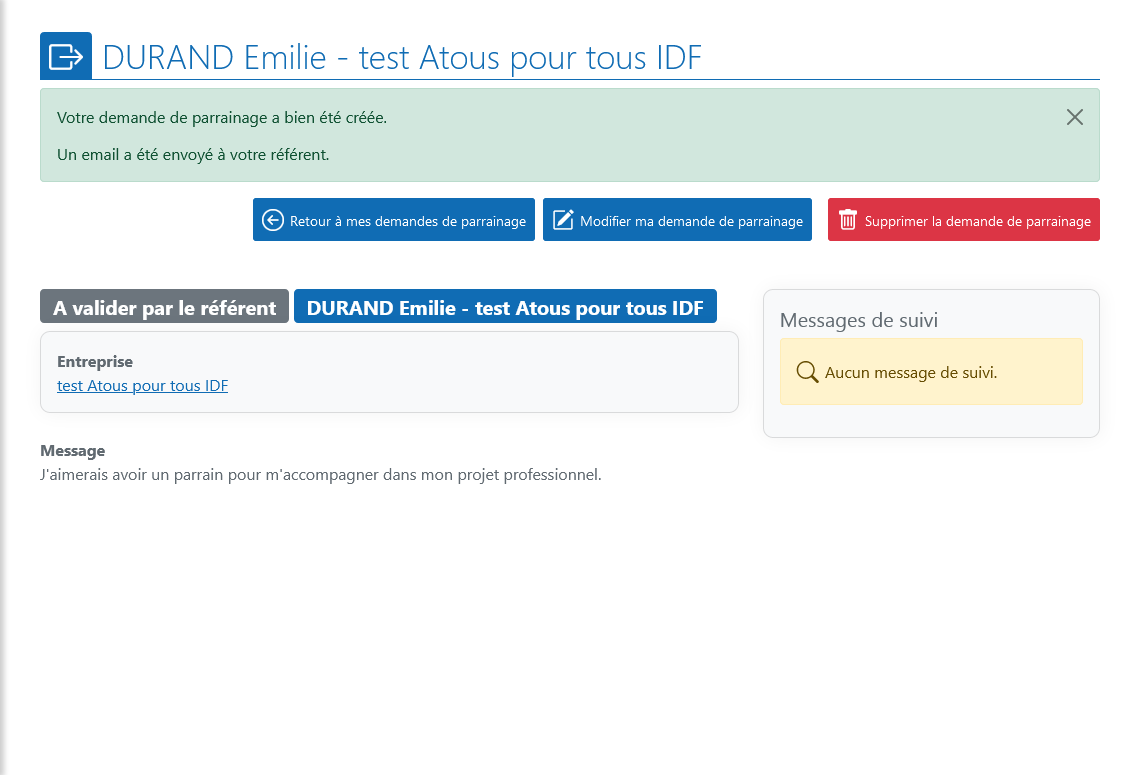 DURAND Emilie - test Atous pour tous IDF
Votre demande de parrainage a bien été créée.
Un email a été envoyé à votre référent.
Retour à mes demandes de parrainage
Modifier ma demande de parrainage
Supprimer la demande de parrainage
A valider par le référent
DURAND Emilie - test Atous pour tous IDF
Entreprise
test Atous pour tous IDF
Message
J'aimerais avoir un parrain pour m'accompagner dans mon projet professionnel.
Messages de suivi
Aucun message de suivi.